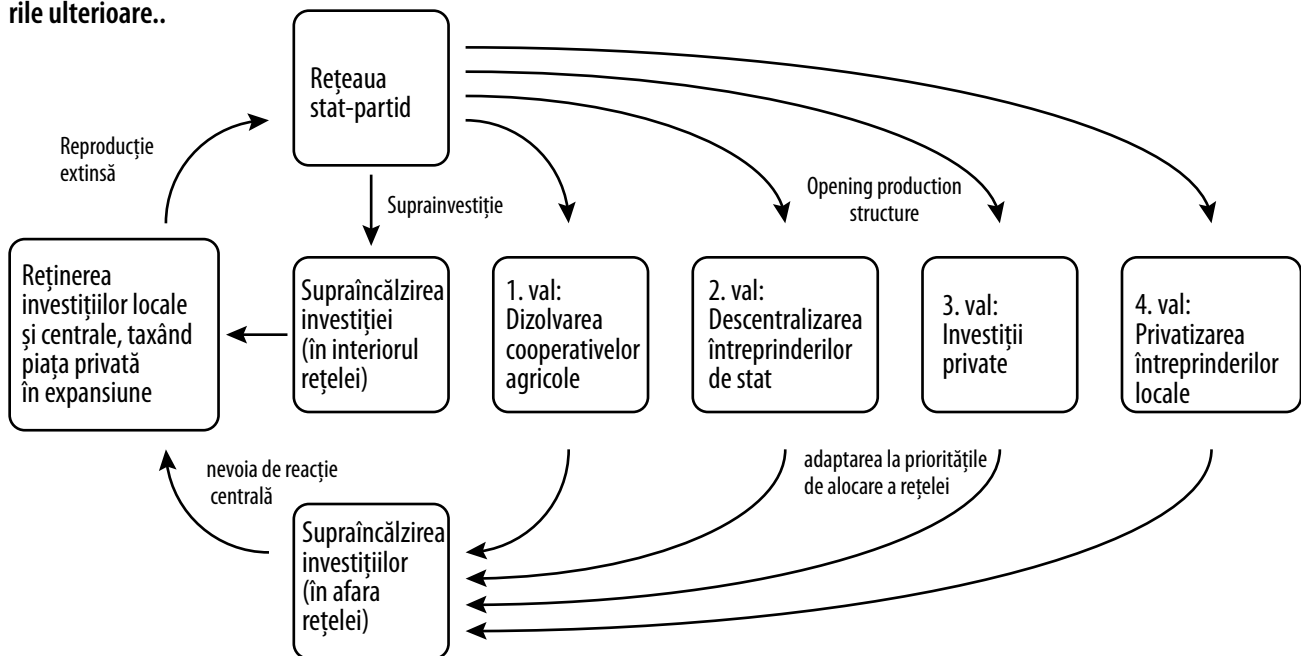 rile ulterioare..
Rețeaua
stat-partid
Reproducție
extinsă
Suprainvestiție
Opening production
structure
Reținerea
investițiilor locale
și centrale, taxând
piața privată
în expansiune
Supraîncălzirea
investiției
(în interiorul
rețelei)
1. val:
Dizolvarea
cooperativelor
agricole
2. val:
Descentralizarea
întreprinderilor
de stat
3. val:
Investiții
private
4. val:
Privatizarea
întreprinderilor
locale
nevoia de reacție
centrală
adaptarea la prioritățile
de alocare a rețelei
Supraîncălzirea
investițiilor
(în afara
rețelei)